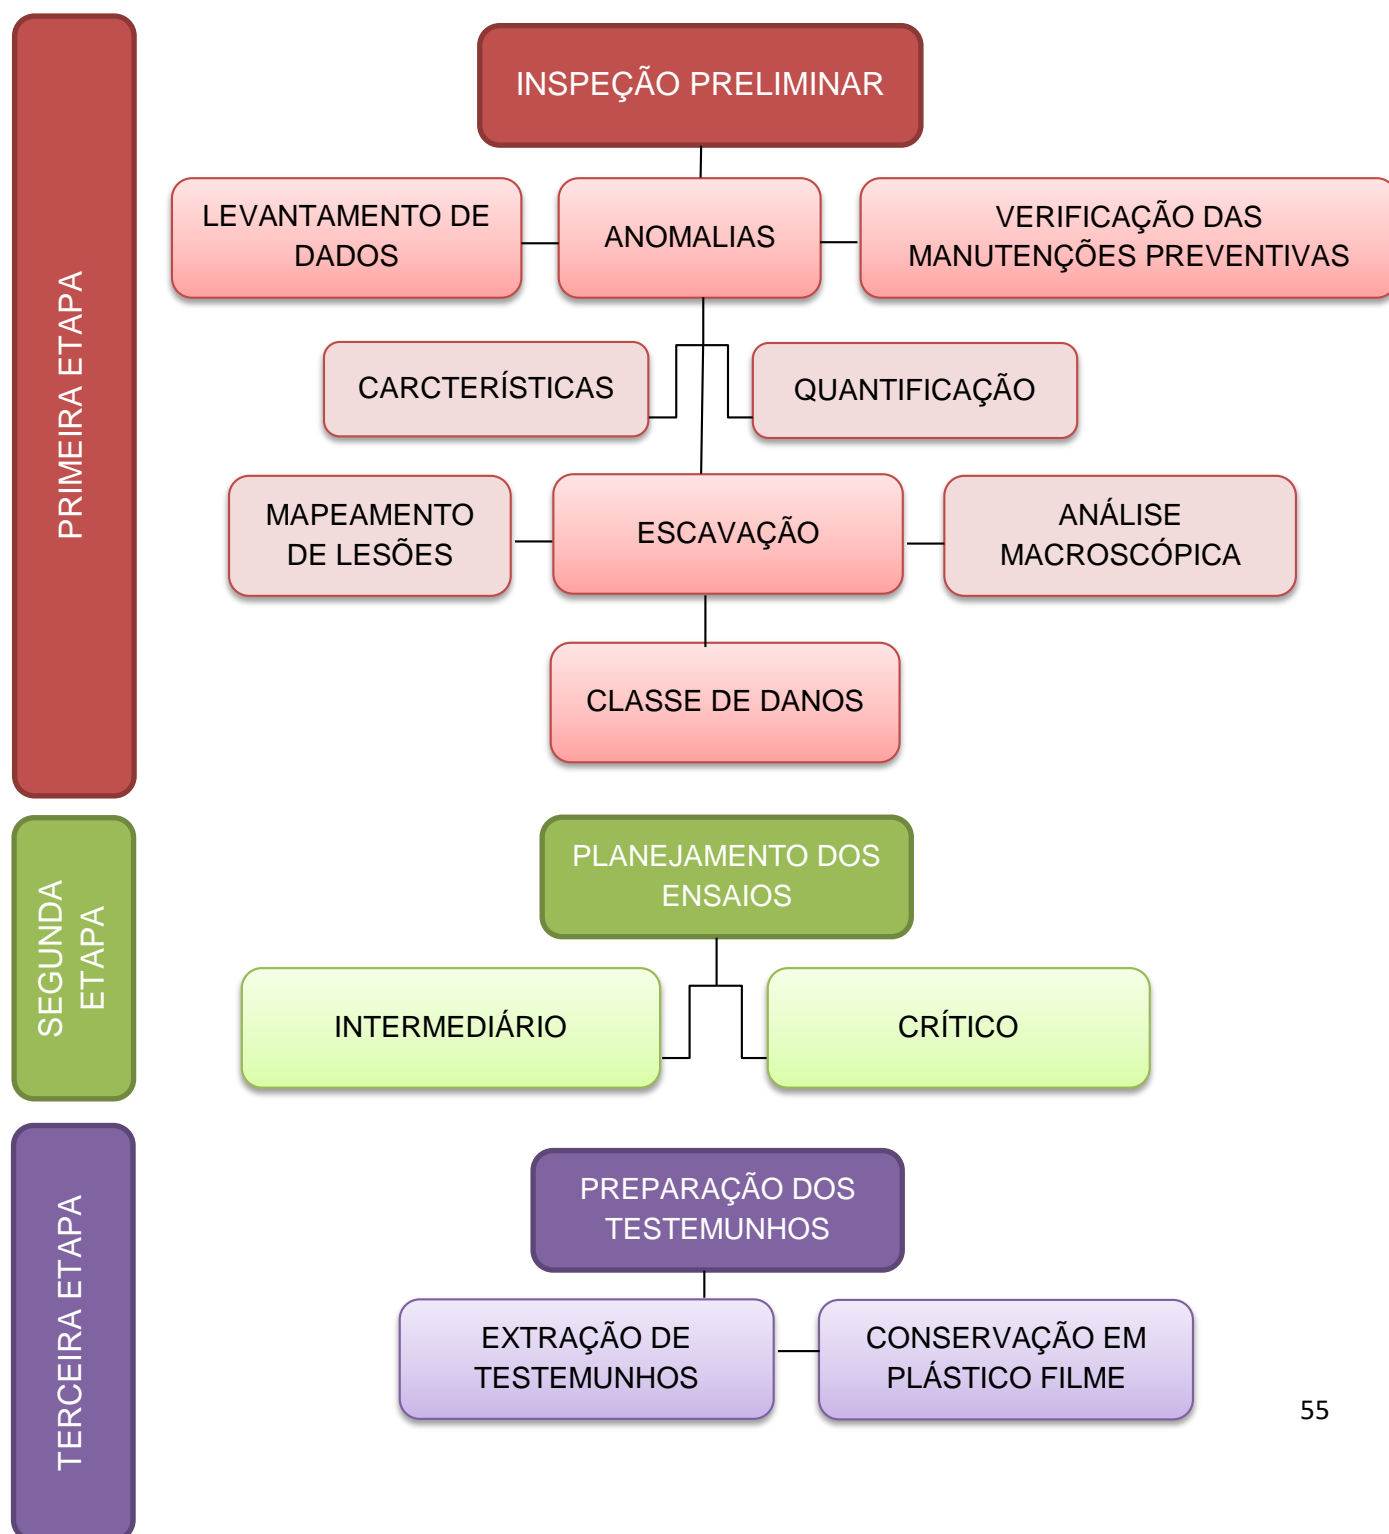 PRIMEIRA ETAPA
INSPEÇÃO PRELIMINAR
LEVANTAMENTO DE
DADOS
ANOMALIAS
VERIFICAÇÃO DAS
MANUTENÇÕES PREVENTIVAS
CARCTERÍSTICAS
QUANTIFICAÇÃO
MAPEAMENTO
DE LESÕES
ESCAVAÇÃO
ANÁLISE
MACROSCÓPICA
CLASSE DE DANOS
SEGUNDA
ETAPA
PLANEJAMENTO DOS
ENSAIOS
INTERMEDIÁRIO
CRÍTICO
TERCEIRA ETAPA
PREPARAÇÃO DOS
TESTEMUNHOS
EXTRAÇÃO DE
TESTEMUNHOS
CONSERVAÇÃO EM
PLÁSTICO FILME
55